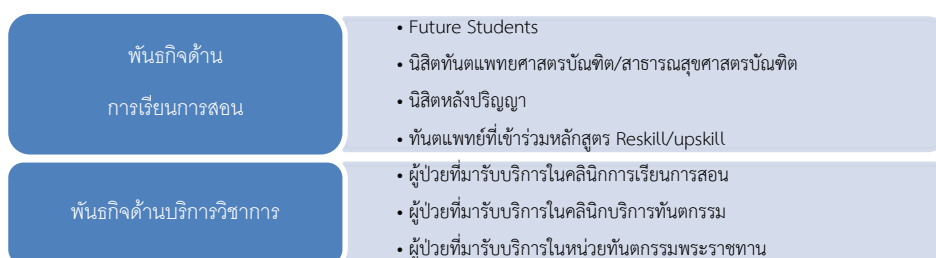 พันธกิจด้าน
การเรียนการสอน
• Future Students
• นิสิตทันตแพทยศาสตรบัณฑิต/สาธารณสุขศาสตรบัณฑิต
• นิสิตหลังปริญญา
• ทันตแพทย์ที่เข้าร่วมหลักสูตร Reskill/upskill
พันธกิจด้านบริการวิชาการ
• ผู้ป่วยที่มารับบริการในคลินิกการเรียนการสอน
• ผู้ป่วยที่มารับบริการในคลินิกบริการทันตกรรม
• ผู้ป่วยที่มารับบริการในหน่วยทันตกรรมพระราชทาน